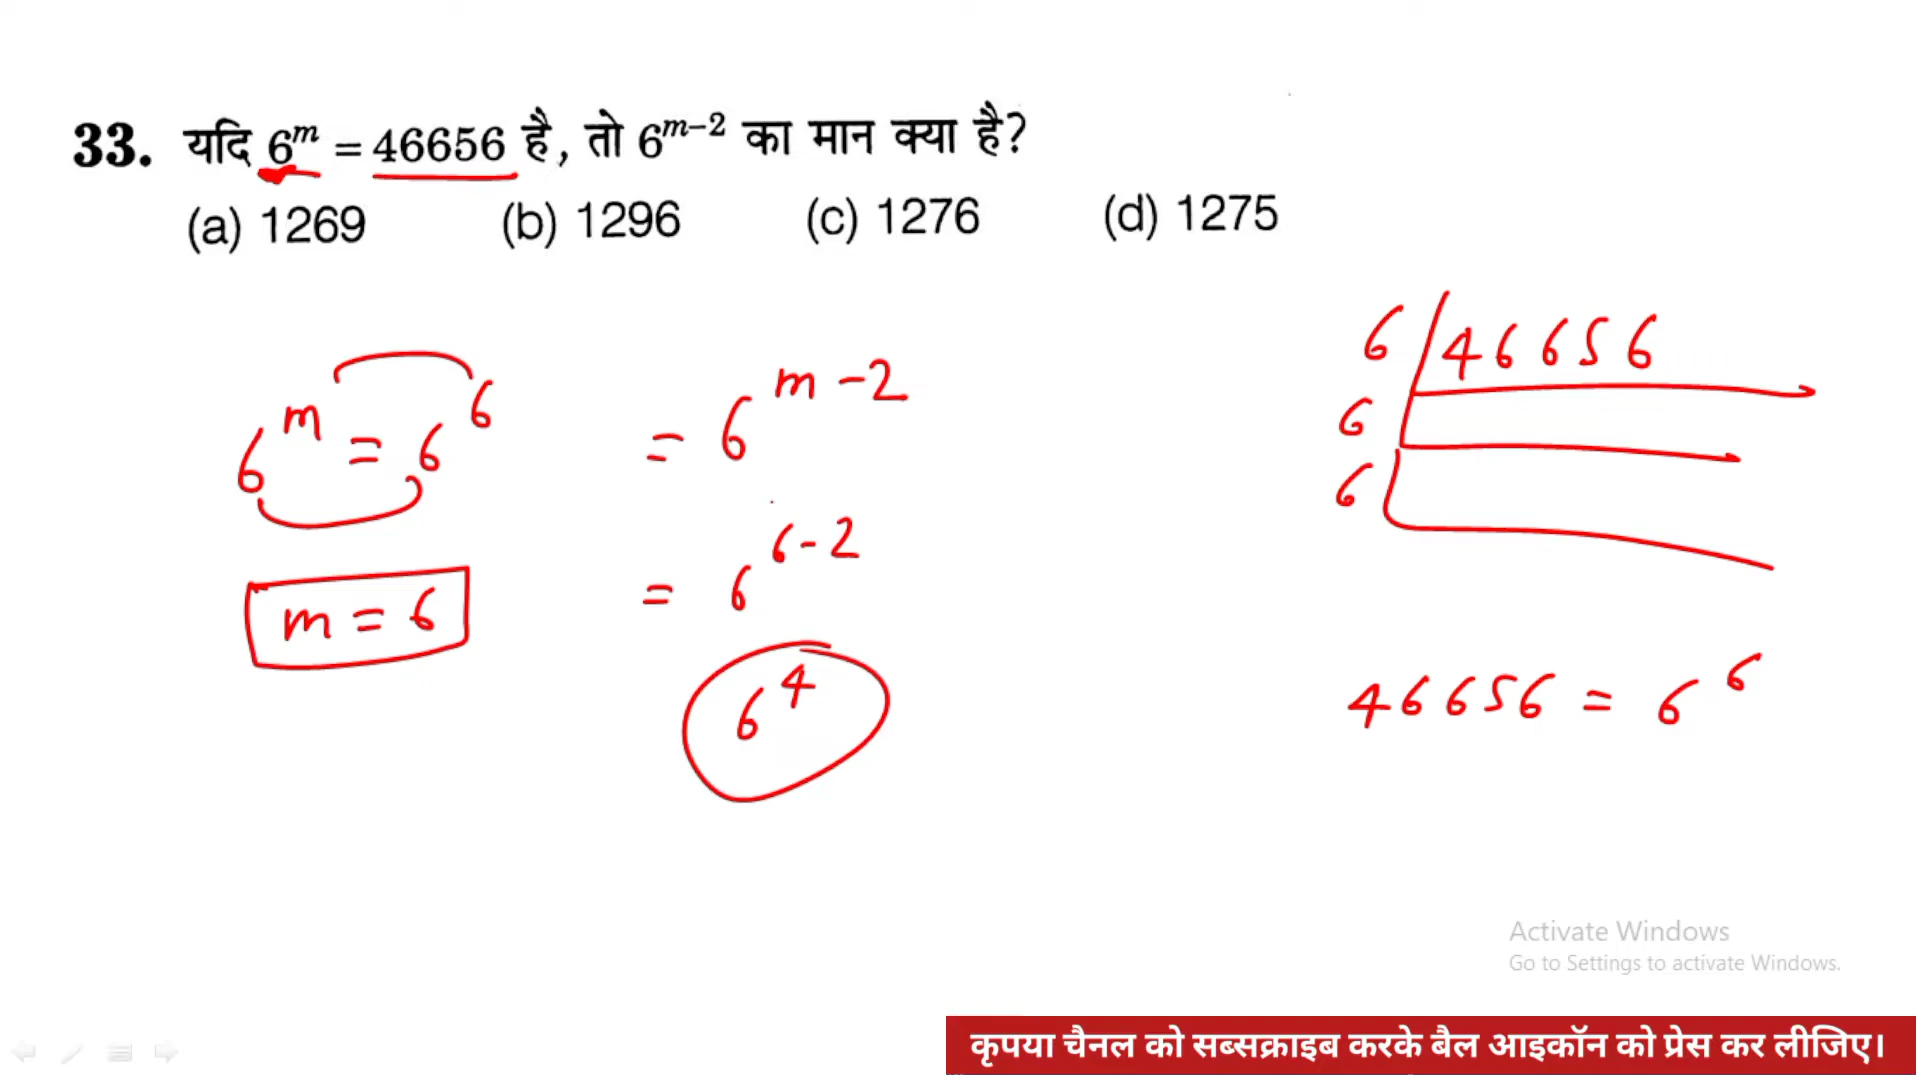 33. यदि 6^m = 46656 है, तो 6^{m-2} का मान क्या है?
(a) 1269 (b) 1296 (c) 1276 (d) 1275
6^m = 6^6
m = 6
= 6^{m-2}
= 6^{6-2}
6^4
6 46656
6
6
46656 = 6^6
Activate Windows
Go to Settings to activate Windows.
कृपया चैनल को सब्सक्राइब करके बैल आइकॉन को प्रेस कर लीजिए।